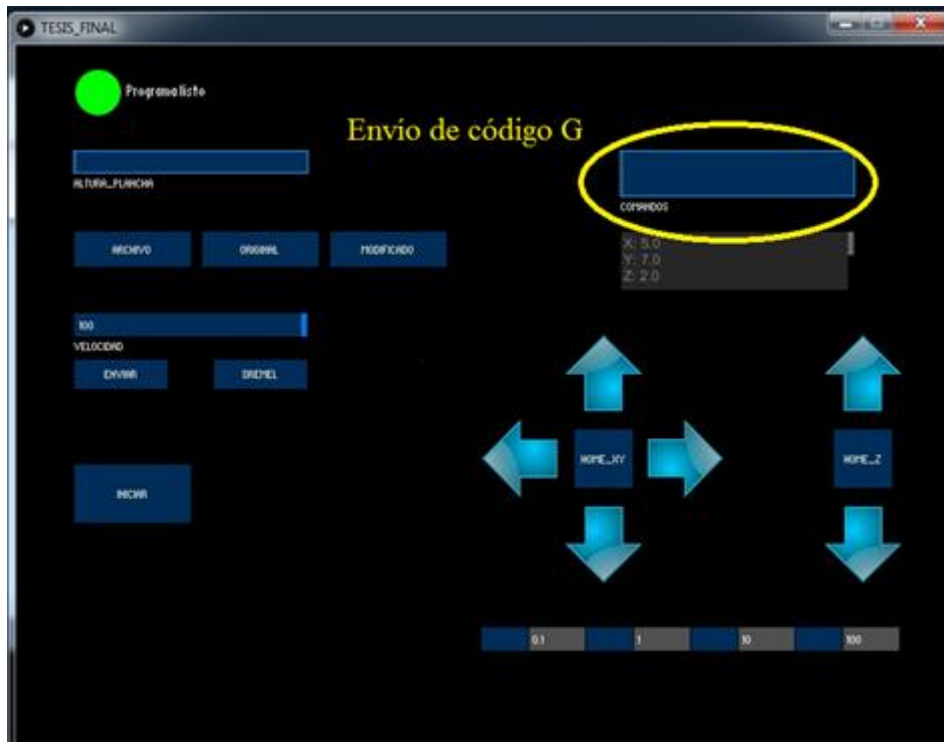 TESIS_FINAL
Programa listo
Envío de código G
ALTURA_PLANCHA
COMANDOS
ARCHIVO
ORIGINAL
MODIFICADO
X: 5.0
Y: 7.0
Z: 2.0
100
VELOCIDAD
ENVIAR
DREMEL
HOME_XY
HOME_Z
INICIAR
0.1
1
10
100